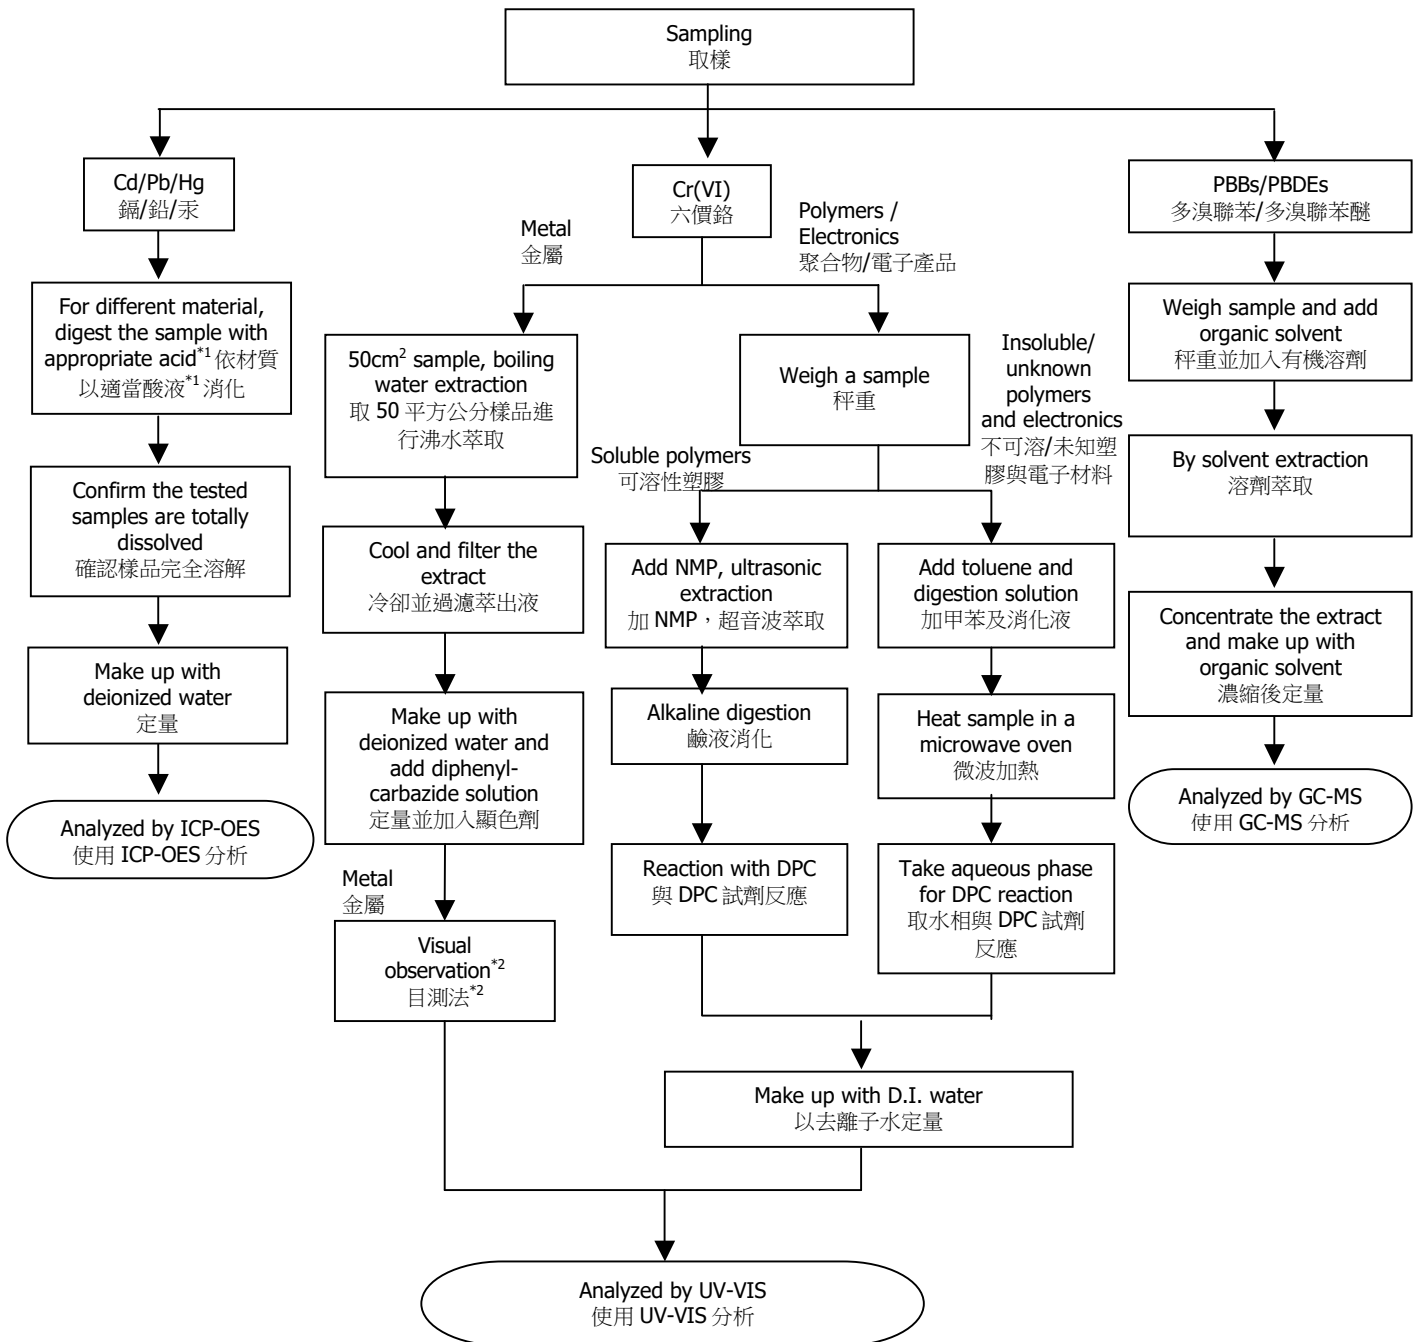 Sampling
取樣
Cd/Pb/Hg
鎘/鉛/汞
For different material,
digest the sample with
appropriate acid*1 依材質
以適當酸液*1 消化
Confirm the tested
samples are totally
dissolved
確認樣品完全溶解
Make up with
deionized water
定量
Analyzed by ICP-OES
使用 ICP-OES 分析
Cr(VI)
六價鉻
Metal
金屬
50cm² sample, boiling
water extraction
取 50 平方公分樣品進
行沸水萃取
Cool and filter the
extract
冷卻並過濾萃出液
Make up with
deionized water and
add diphenyl-
carbazide solution
定量並加入顯色劑
Metal
金屬
Visual
observation*2
目測法*2
Polymers /
Electronics
聚合物/電子產品
Weigh a sample
秤重
Soluble polymers
可溶性塑膠
Add NMP, ultrasonic
extraction
加 NMP，超音波萃取
Alkaline digestion
鹼液消化
Reaction with DPC
與 DPC 試劑反應
Insoluble/
unknown
polymers
and electronics
不可溶/未知塑
膠與電子材料
Add toluene and
digestion solution
加甲苯及消化液
Heat sample in a
microwave oven
微波加熱
Take aqueous phase
for DPC reaction
取水相與 DPC 試劑
反應
Make up with D.I. water
以去離子水定量
Analyzed by UV-VIS
使用 UV-VIS 分析
PBBs/PBDEs
多溴聯苯/多溴聯苯醚
Weigh sample and add
organic solvent
秤重並加入有機溶劑
By solvent extraction
溶劑萃取
Concentrate the extract
and make up with
organic solvent
濃縮後定量
Analyzed by GC-MS
使用 GC-MS 分析